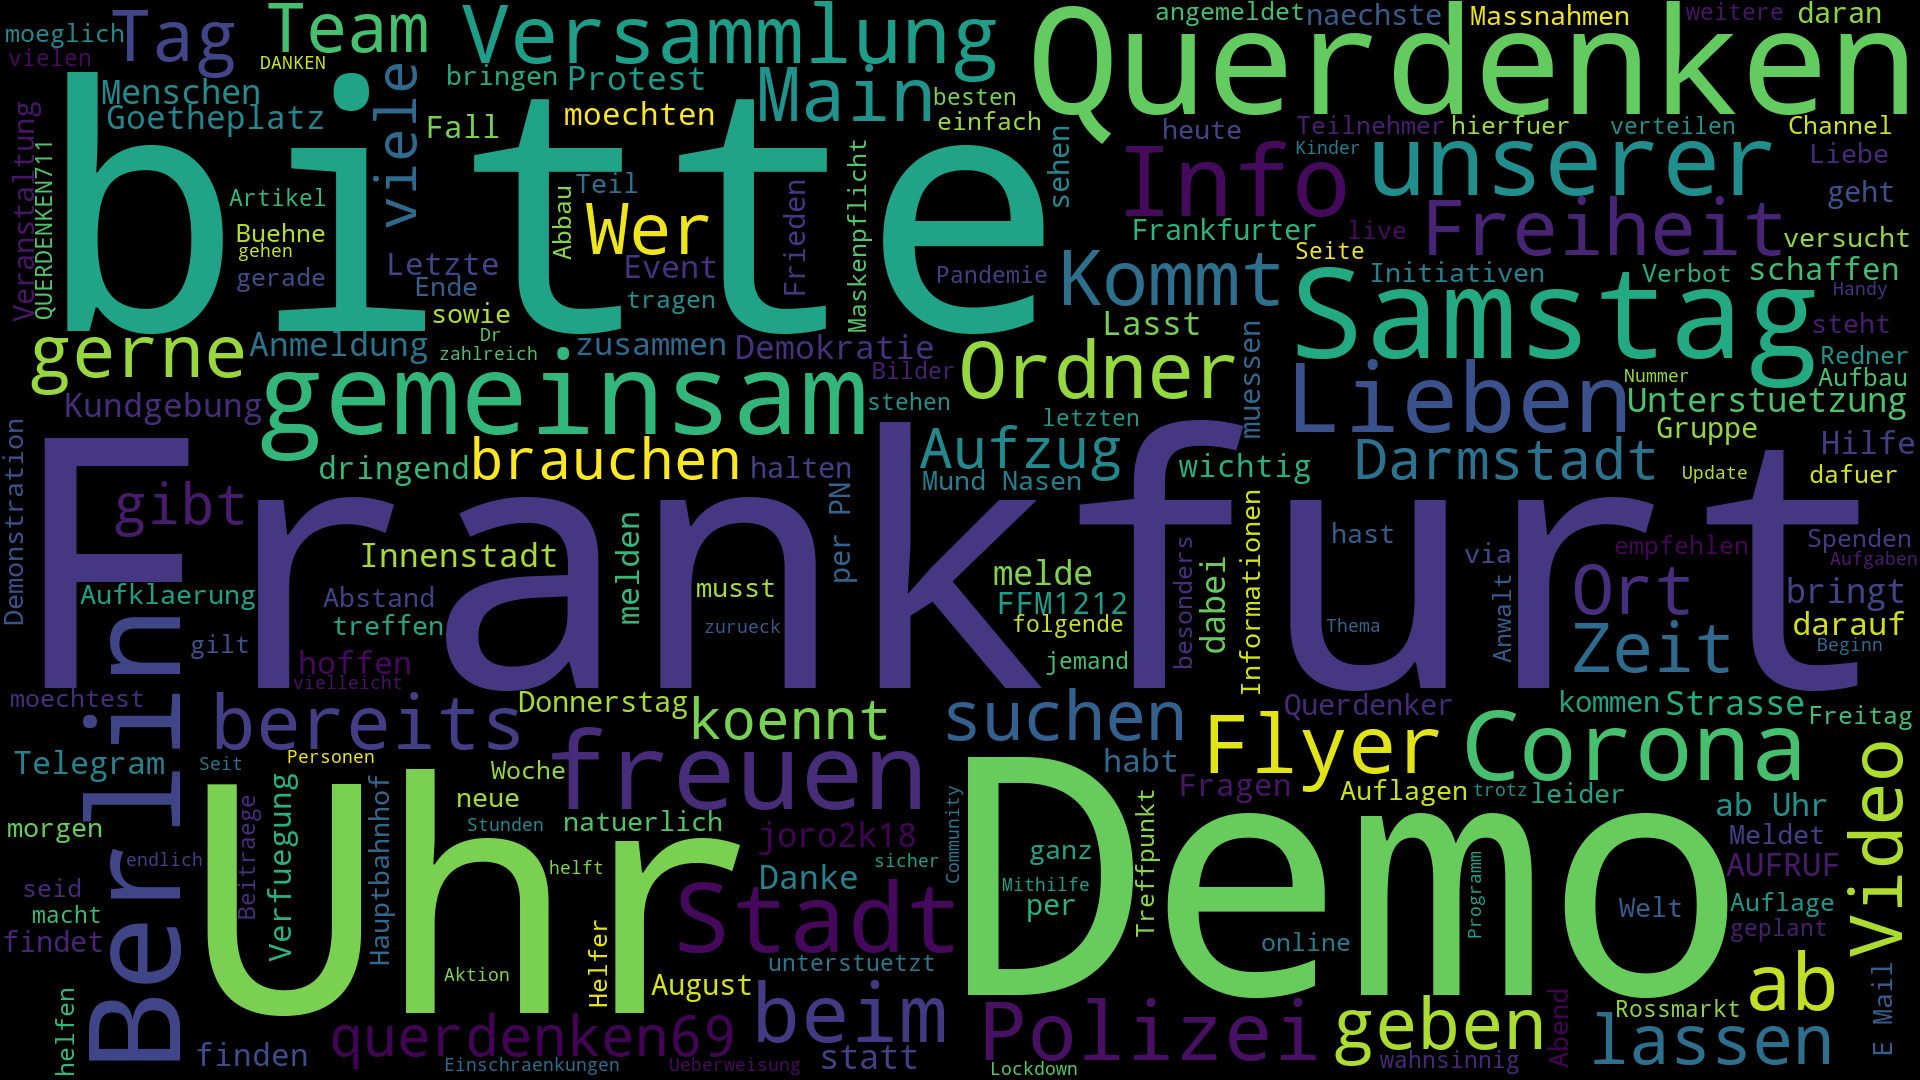 moeglich
Tag
Team
Versammlung
Querdenken
angemeldet
naechste
Massnahmen
weitere
daran
vielen
DANKEN
Menschen
Goetheplatz
viele
bringen
Protest
Main
besten
einfach
moechten
Fall
heute
Teilnehmer
hierfuer
verteilen
Channel
Veranstaltung
QUERDENKEN711
bitte
Info
Kinder
unserer
Liebe
geht
Artikel
Buehne
gehen
gerade
Letzte
Ende
sowie
Teil
Abbau
Wer
Event
tragen
Frieden
Maskenpflicht
sehen
Pandemie
Frankfurter
live
Freiheit
Seite
versucht
Kommt
Initiativen
Verbot
schaffen
Handy
Samstag
steht
gerne
Anmeldung
Dr
zahlreich
zusammen
Demokratie
Bilder
Lasst
Ordner
muessen
Redner
Aufbau
Nummer
Lieben
Unterstuetzung
Kundgebung
gemeinsam
stehen
letzten
Gruppe
Hilfe
Demonstration
dringend
brauchen
halten
Aufzug
Mund Nasen
wichtig
Darmstadt
Update
dafuer
gibt
Frankfurt
Innenstadt
melden
per PN
Informationen
hast
via
empfehlen
Spenden
Aufgaben
besonders
dabei
melde
FFM1212
folgende
jemand
musst
zurueck
Aufklaerung
Abstand
treffen
gilt
hoffen
vielleicht
Thema
Anwalt
Ort
Zeit
bringt
darauf
Beginn
moechtest
Berlin
bereits
Donnerstag
koennt
suchen
Querdenker
kommen
Strasse
Freitag
Telegram
Seit
Personen
Woche
freuen
habt
Flyer
Corona
Fragen
Auflagen
trotz
leider
ab Uhr
Video
morgen
endlich
Beitraege
Verfuegung
Hauptbahnhof
neue
Stunden
natuerlich
joro2k18
sicher
Community
Treffpunkt
Meldet
AUFRUF
Uhr
helft
Danke
ganz
Mithilfe
per
Demo
Programm
Welt
Auflage
geplant
seid
macht
findet
Stadt
online
Aktion
Helfer
August
unterstuetzt
ab
E Mail
helfen
finden
querdenken69
beim
Polizei
geben
Rossmarkt
lassen
Abend
Einschraenkungen
Ueberweisung
statt
Lockdown
wahnsinnig